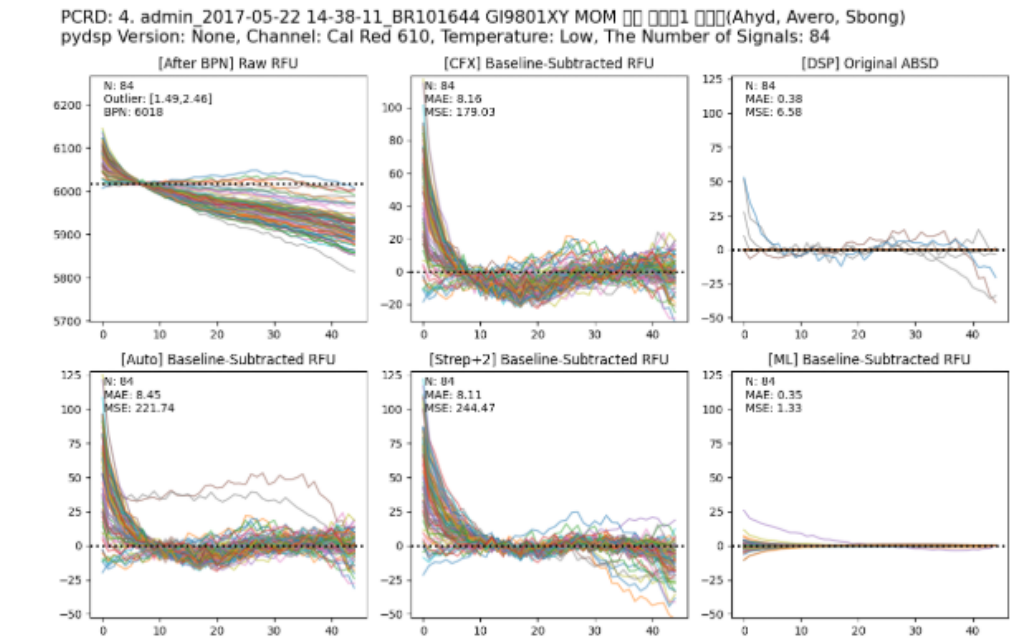 PCRD: 4. admin_2017-05-22 14-38-11_BR101644 GI9801XY MOM 1 (Ahyd, Avero, Sbong)
pydsp Version: None, Channel: Cal Red 610, Temperature: Low, The Number of Signals: 84
[After BPN] Raw RFU
N: 84
Outlier: [1.49,2.46]
BPN: 6018
6200
6100
6000
5900
5800
5700
0 10 20 30 40
[CFX] Baseline-Subtracted RFU
N: 84
MAE: 8.16
MSE: 179.03
100
80
60
40
20
0
−20
0 10 20 30 40
[DSP] Original ABSD
N: 84
MAE: 0.38
MSE: 6.58
125
100
75
50
25
0
−25
−50
0 10 20 30 40
[Auto] Baseline-Subtracted RFU
N: 84
MAE: 8.45
MSE: 221.74
125
100
75
50
25
0
−25
−50
0 10 20 30 40
[Strep+2] Baseline-Subtracted RFU
N: 84
MAE: 8.11
MSE: 244.47
125
100
75
50
25
0
−25
−50
0 10 20 30 40
[ML] Baseline-Subtracted RFU
N: 84
MAE: 0.35
MSE: 1.33
125
100
75
50
25
0
−25
−50
0 10 20 30 40